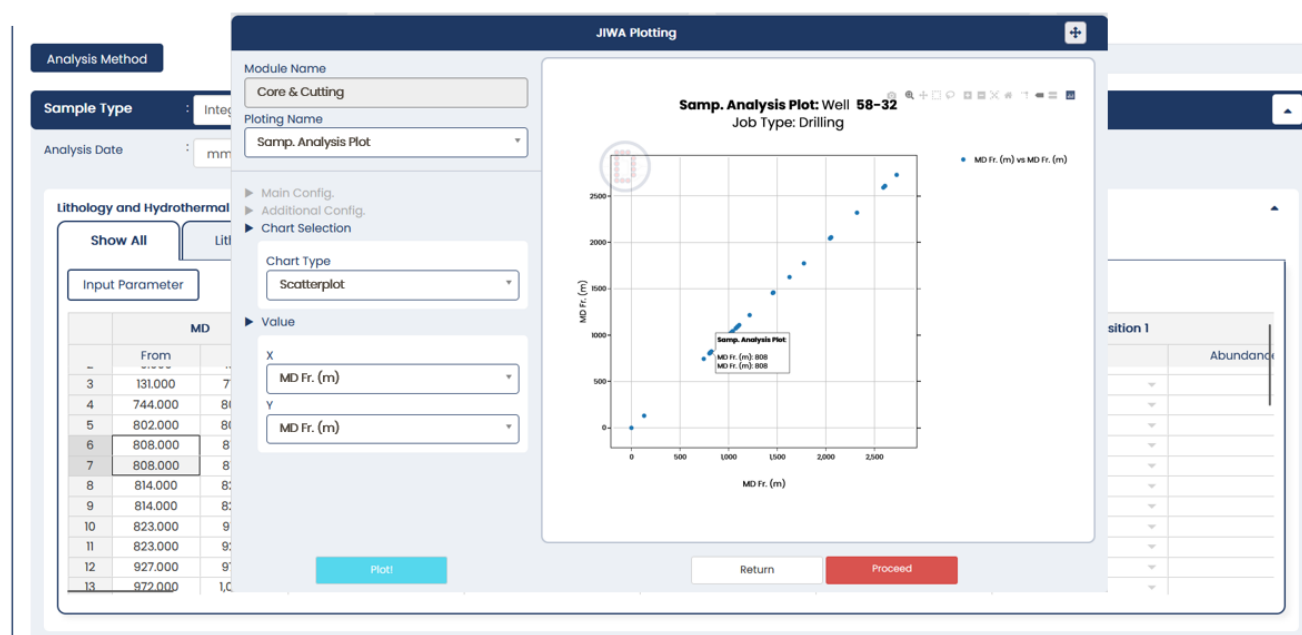 JIWA Plotting
Analysis Method
Sample Type :
Analysis Date :
Lithology and Hydrothermal
Show All
Input Parameter
MD
From
3 131.000
4 744.000
5 802.000
6 808.000
7 808.000
8 814.000
9 814.000
10 823.000
11 823.000
12 927.000
13 972.000
Module Name
Core & Cutting
Ploting Name
Samp. Analysis Plot
Main Config.
Additional Config.
Chart Selection
Chart Type
Scatterplot
Value
X
MD Fr. (m)
Y
MD Fr. (m)
Plot!
Samp. Analysis Plot: Well 58-32
Job Type: Drilling
MD Fr. (m) vs MD Fr. (m)
2500
2000
1500
1000
500
0
MD Fr. (m)
Samp. Analysis Plot
MD Fr. (m): 808
MD Fr. (m): 808
0 500 1,000 1,500 2,000 2,500
MD Fr. (m)
Return
Proceed
sition 1
Abundance